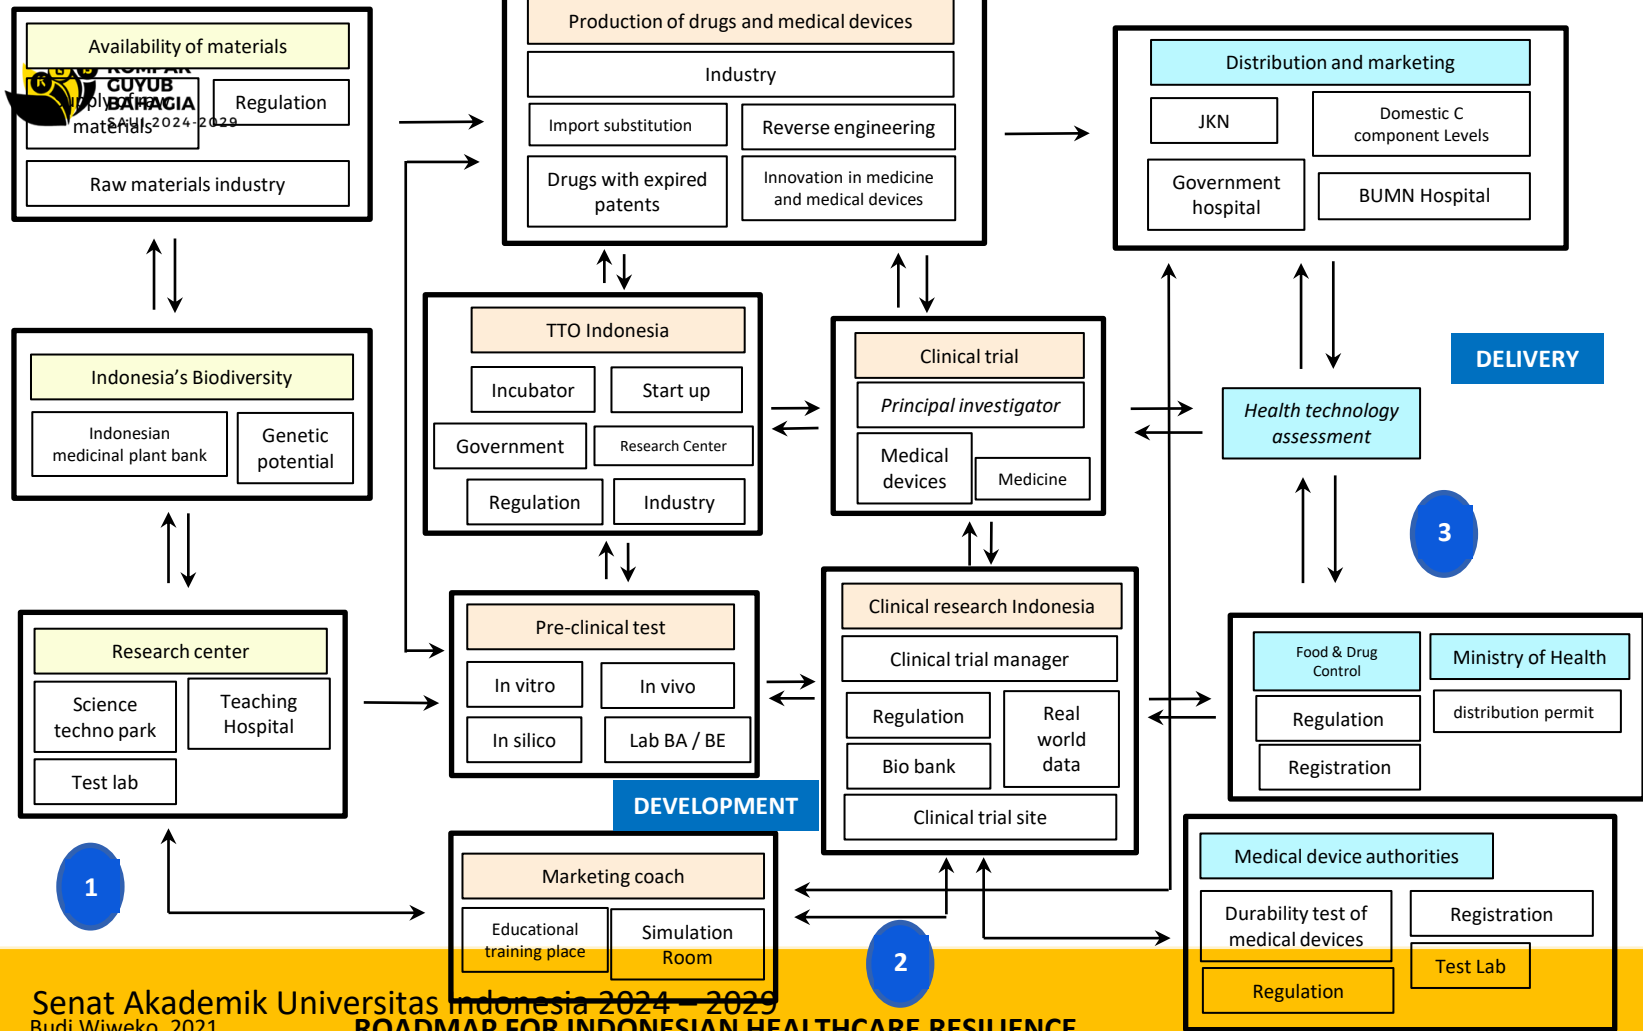 Availability of materials
KOMPAK
GUYUB
BAHAGIA
SAUI 2024-2029
Supply of raw
materials
Regulation
Raw materials industry
Production of drugs and medical devices
Industry
Import substitution
Reverse engineering
Drugs with expired
patents
Innovation in medicine
and medical devices
Distribution and marketing
JKN
Domestic C
component Levels
Government
hospital
BUMN Hospital
Indonesia's Biodiversity
Indonesian
medicinal plant bank
Genetic
potential
TTO Indonesia
Incubator
Start up
Government
Research Center
Regulation
Industry
Clinical trial
Principal investigator
Medical
devices
Medicine
DELIVERY
Health technology
assessment
3
Research center
Science
techno park
Teaching
Hospital
Test lab
Pre-clinical test
In vitro
In vivo
In silico
Lab BA / BE
Clinical research Indonesia
Clinical trial manager
Regulation
Real
world
data
Bio bank
Clinical trial site
Food & Drug
Control
Ministry of Health
Regulation
distribution permit
Registration
DEVELOPMENT
1
Marketing coach
Educational
training place
Simulation
Room
2
Medical device authorities
Durability test of
medical devices
Registration
Test Lab
Regulation
Senat Akademik Universitas Indonesia 2024 – 2029
Budi Wiweko, 2021
ROADMAP FOR INDONESIAN HEALTHCARE RESILIENCE